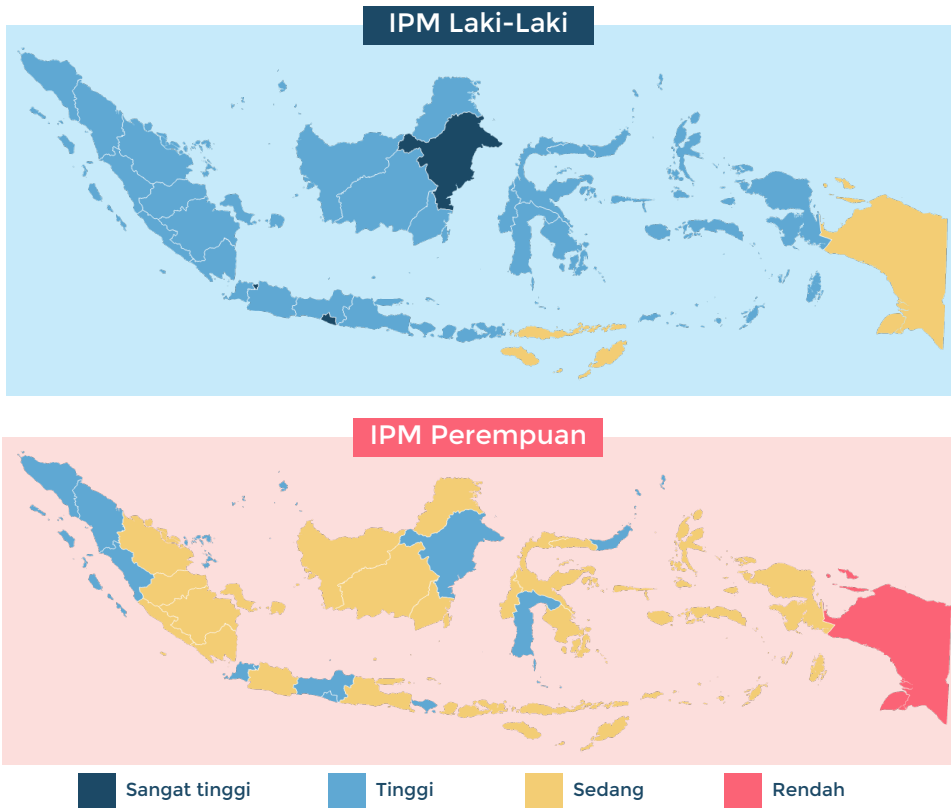 IPM Laki-Laki
IPM Perempuan
Sangat tinggi
Tinggi
Sedang
Rendah